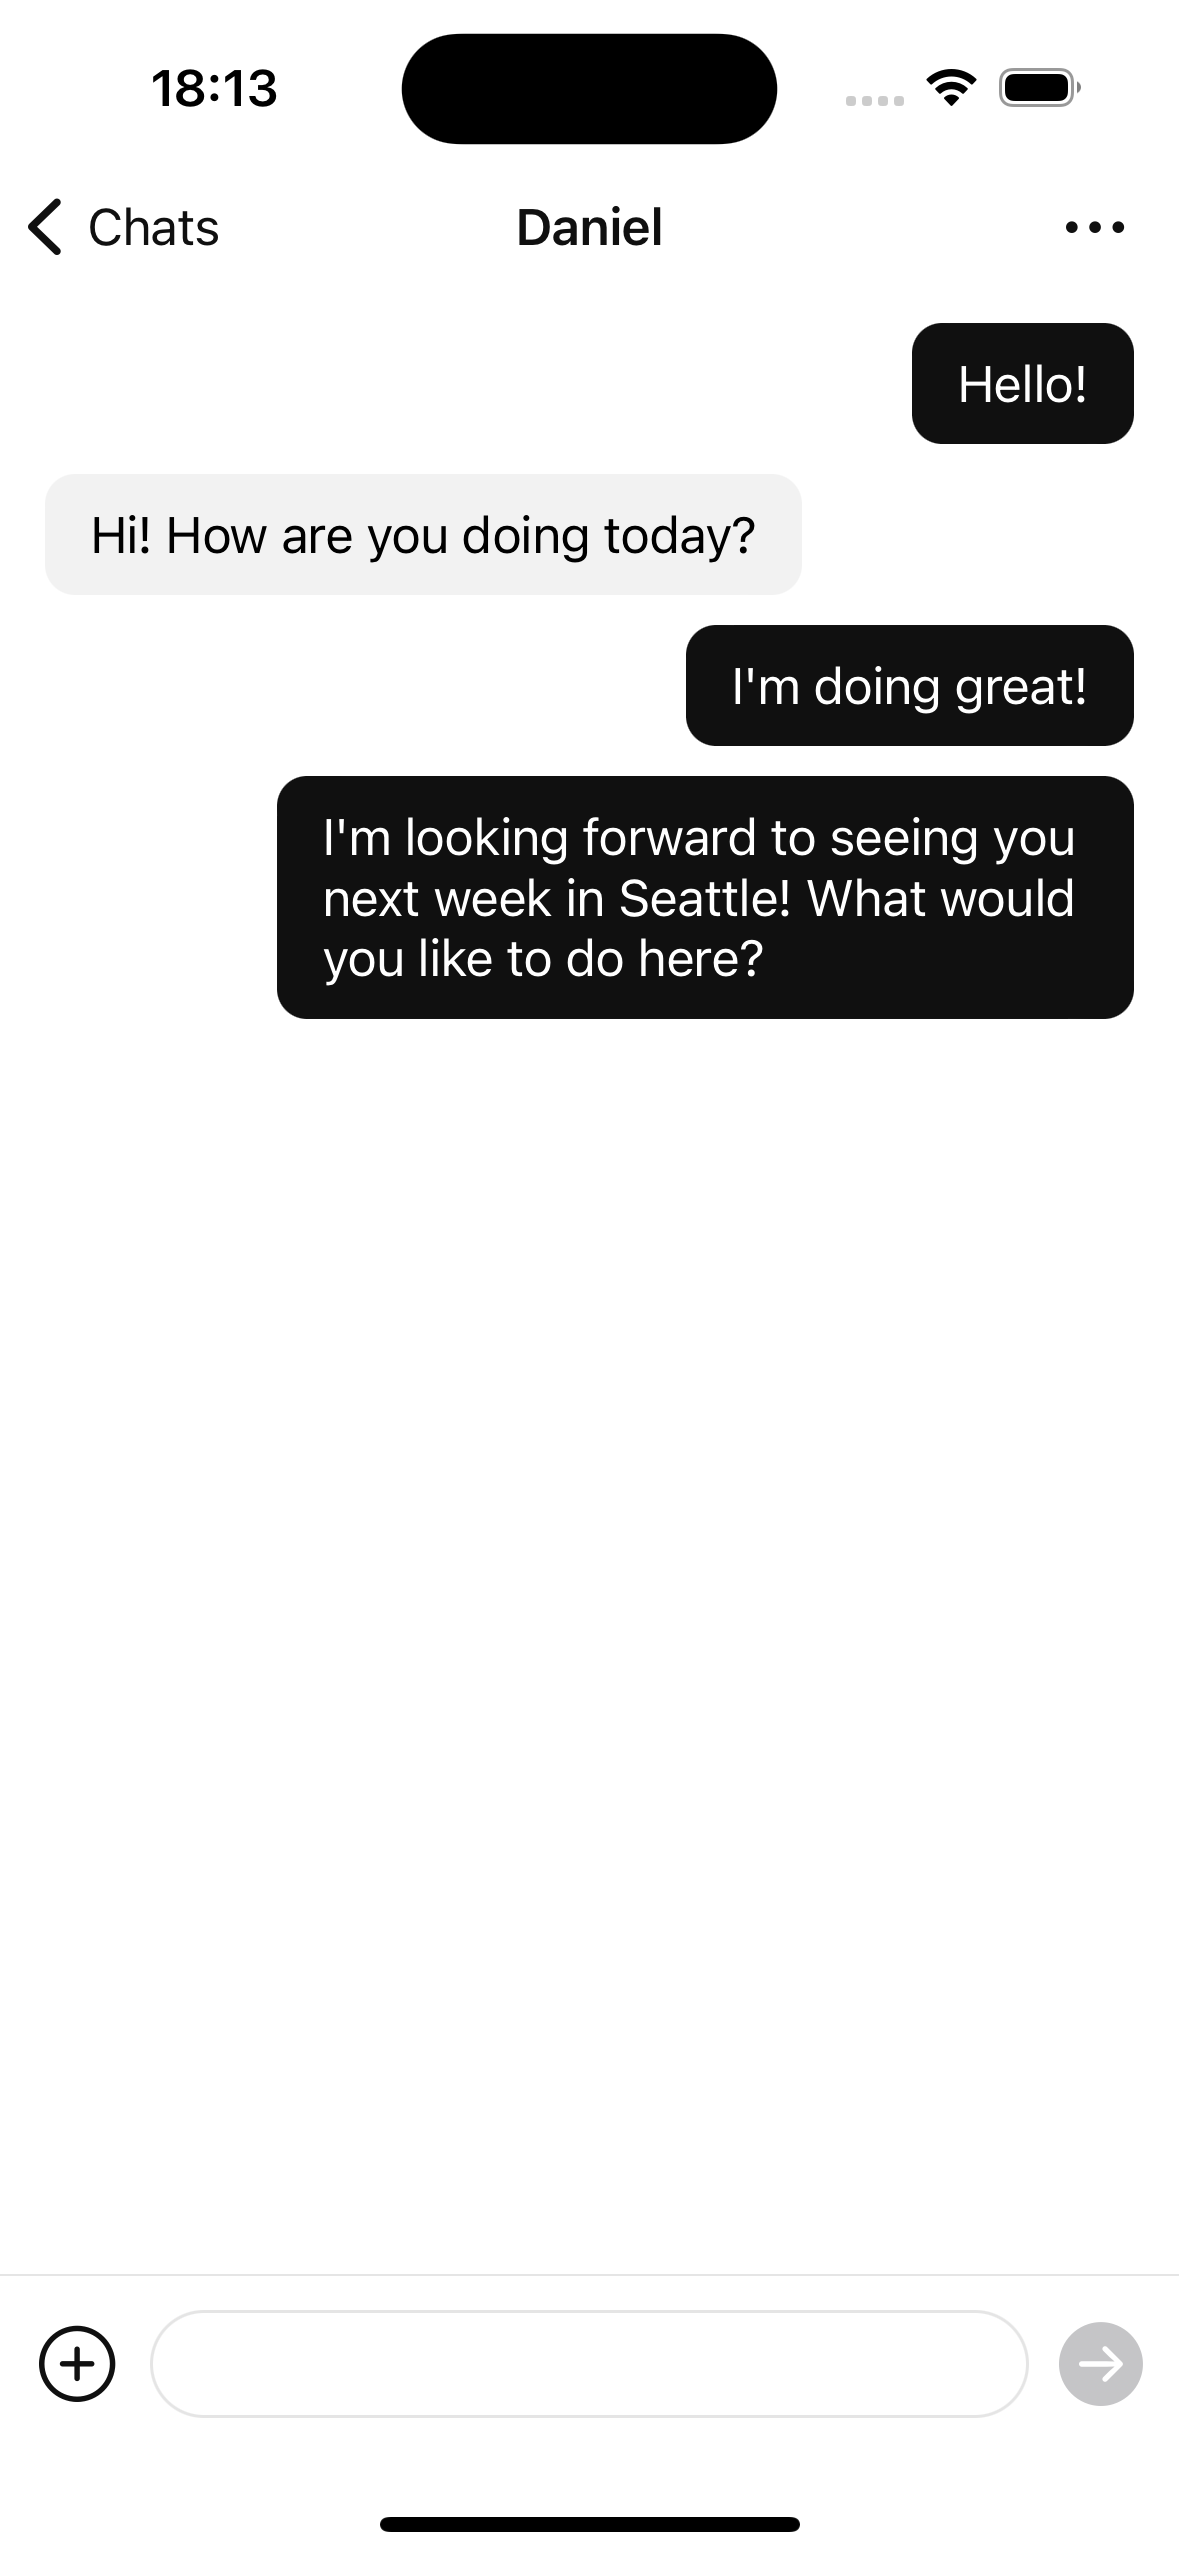 18:13
Chats
Daniel
Hello!
Hi! How are you doing today?
I'm doing great!
I'm looking forward to seeing you
next week in Seattle! What would
you like to do here?